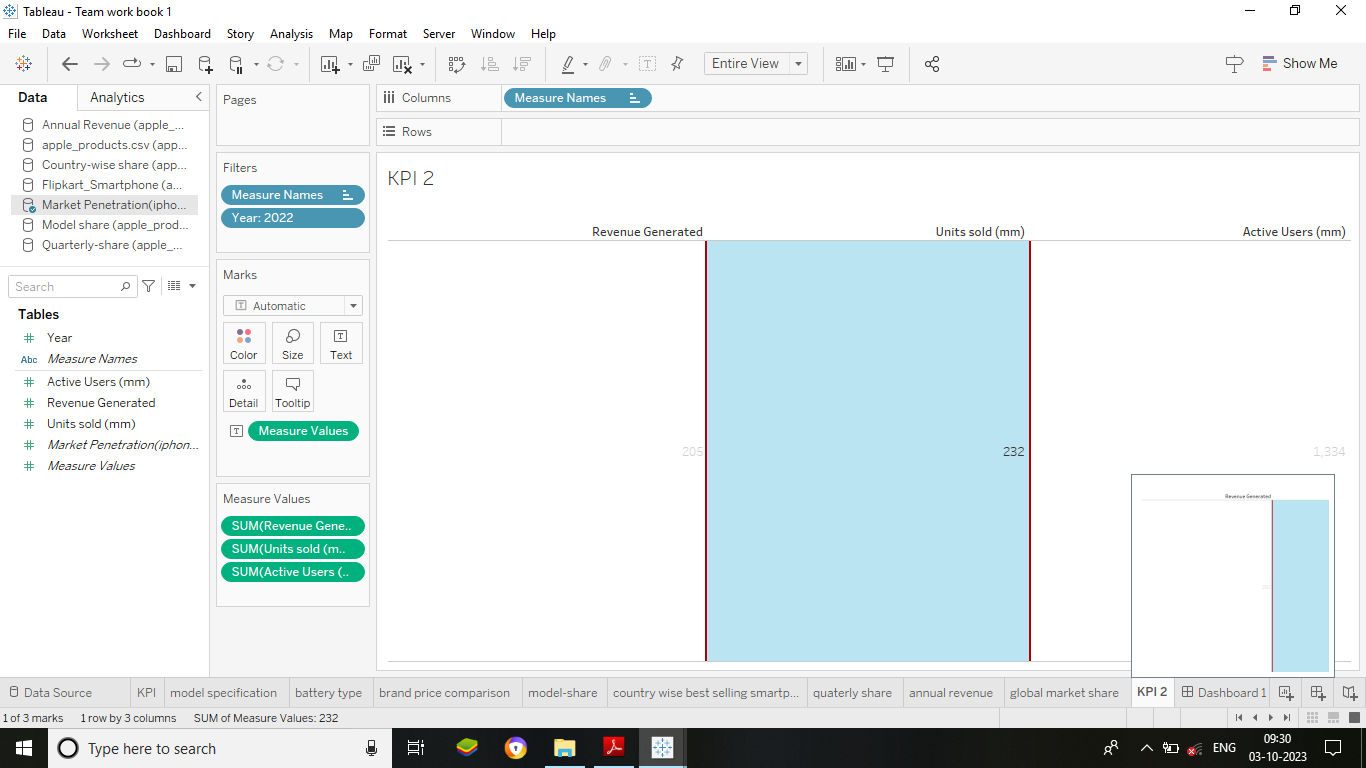 Tableau - Team work book 1
File Data Worksheet Dashboard Story Analysis Map Format Server Window Help
Entire View
Show Me
Data Analytics
Annual Revenue (apple_...
apple_products.csv (app...
Country-wise share (app...
Flipkart_Smartphone (a...
Market Penetration(ipho...
Model share (apple_prod...
Quarterly-share (apple_...
Search
Tables
Year
Abc Measure Names
Active Users (mm)
Revenue Generated
Units sold (mm)
Market Penetration(iphon...
Measure Values
Pages
Filters
Measure Names
Year: 2022
Marks
T Automatic
Color Size Text
Detail Tooltip
T Measure Values
Measure Values
SUM(Revenue Gene..
SUM(Units sold (m..
SUM(Active Users (..
Columns Measure Names
Rows
KPI 2
Revenue Generated Units sold (mm) Active Users (mm)
205 232 1,334
Revenue Generated
Data Source KPI model specification battery type brand price comparison model-share country wise best selling smartp... quaterly share annual revenue global market share KPI 2 Dashboard 1
1 of 3 marks 1 row by 3 columns SUM of Measure Values: 232
Type here to search
ENG
09:30
03-10-2023